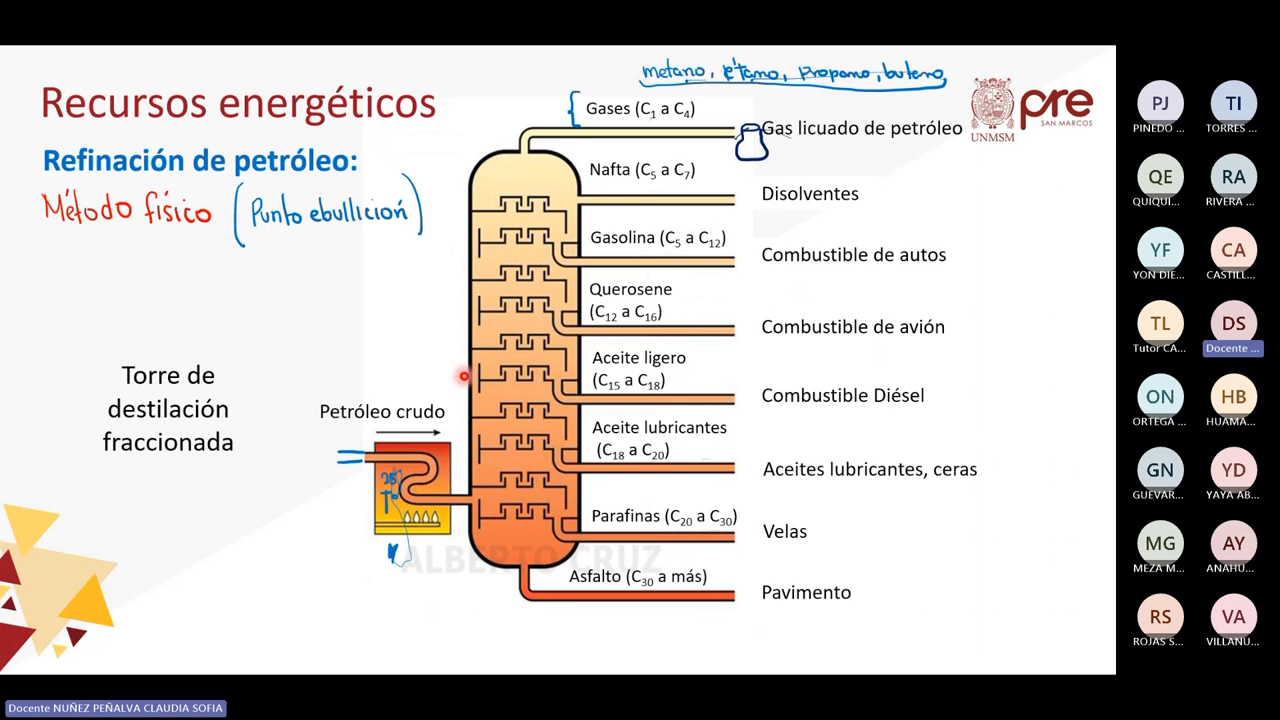 metano, etano, propano, butano
Recursos energéticos
Gases (C₁ a C₄)
Gas licuado de petróleo
UNMSM
pre
SAN MARCOS
Refinación de petróleo:
Método físico (Punto ebullición)
Nafta (C₅ a C₇)
Disolventes
Gasolina (C₅ a C₁₂)
Combustible de autos
Querosene
(C₁₂ a C₁₆)
Combustible de avión
Aceite ligero
(C₁₅ a C₁₈)
Combustible Diésel
Torre de
destilación
fraccionada
Petróleo crudo
Aceite lubricantes
(C₁₈ a C₂₀)
Aceites lubricantes, ceras
T°
Parafinas (C₂₀ a C₃₀)
Velas
ALBERTO CRUZ
Asfalto (C₃₀ a más)
Pavimento
PJ
PINEDO ...
TI
TORRES ...
QE
QUIQUI...
RA
RIVERA ...
YF
YON DIE...
CA
CASTILL...
TL
Tutor CA...
DS
Docente ...
ON
ORTEGA ...
HB
HUAMA...
GN
GUEVAR...
YD
YAYA AB...
MG
MEZA M...
AY
ANAHU...
RS
ROJAS S...
VA
VILLANU...
Docente NUÑEZ PEÑALVA CLAUDIA SOFIA